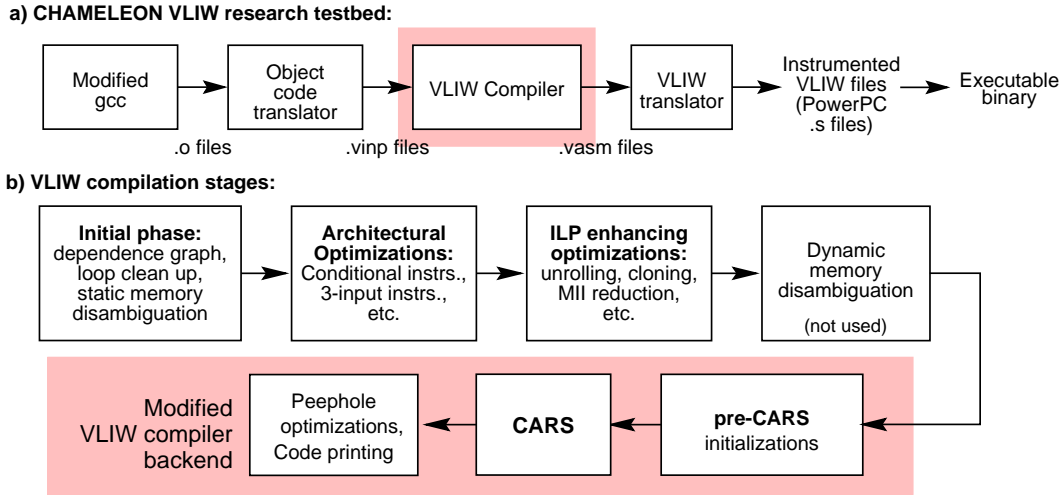 a) CHAMELEON VLIW research testbed:
Modified
gcc
Object
code
translator
VLIW Compiler
VLIW
translator
Instrumented
VLIW files
(PowerPC
.s files)
Executable
binary
.o files
.vinp files
.vasm files
b) VLIW compilation stages:
Initial phase:
dependence graph,
loop clean up,
static memory
disambiguation
Architectural
Optimizations:
Conditional instrs.,
3-input instrs.,
etc.
ILP enhancing
optimizations:
unrolling, cloning,
MII reduction,
etc.
Dynamic
memory
disambiguation
(not used)
Modified
VLIW compiler
backend
Peephole
optimizations,
Code printing
CARS
pre-CARS
initializations